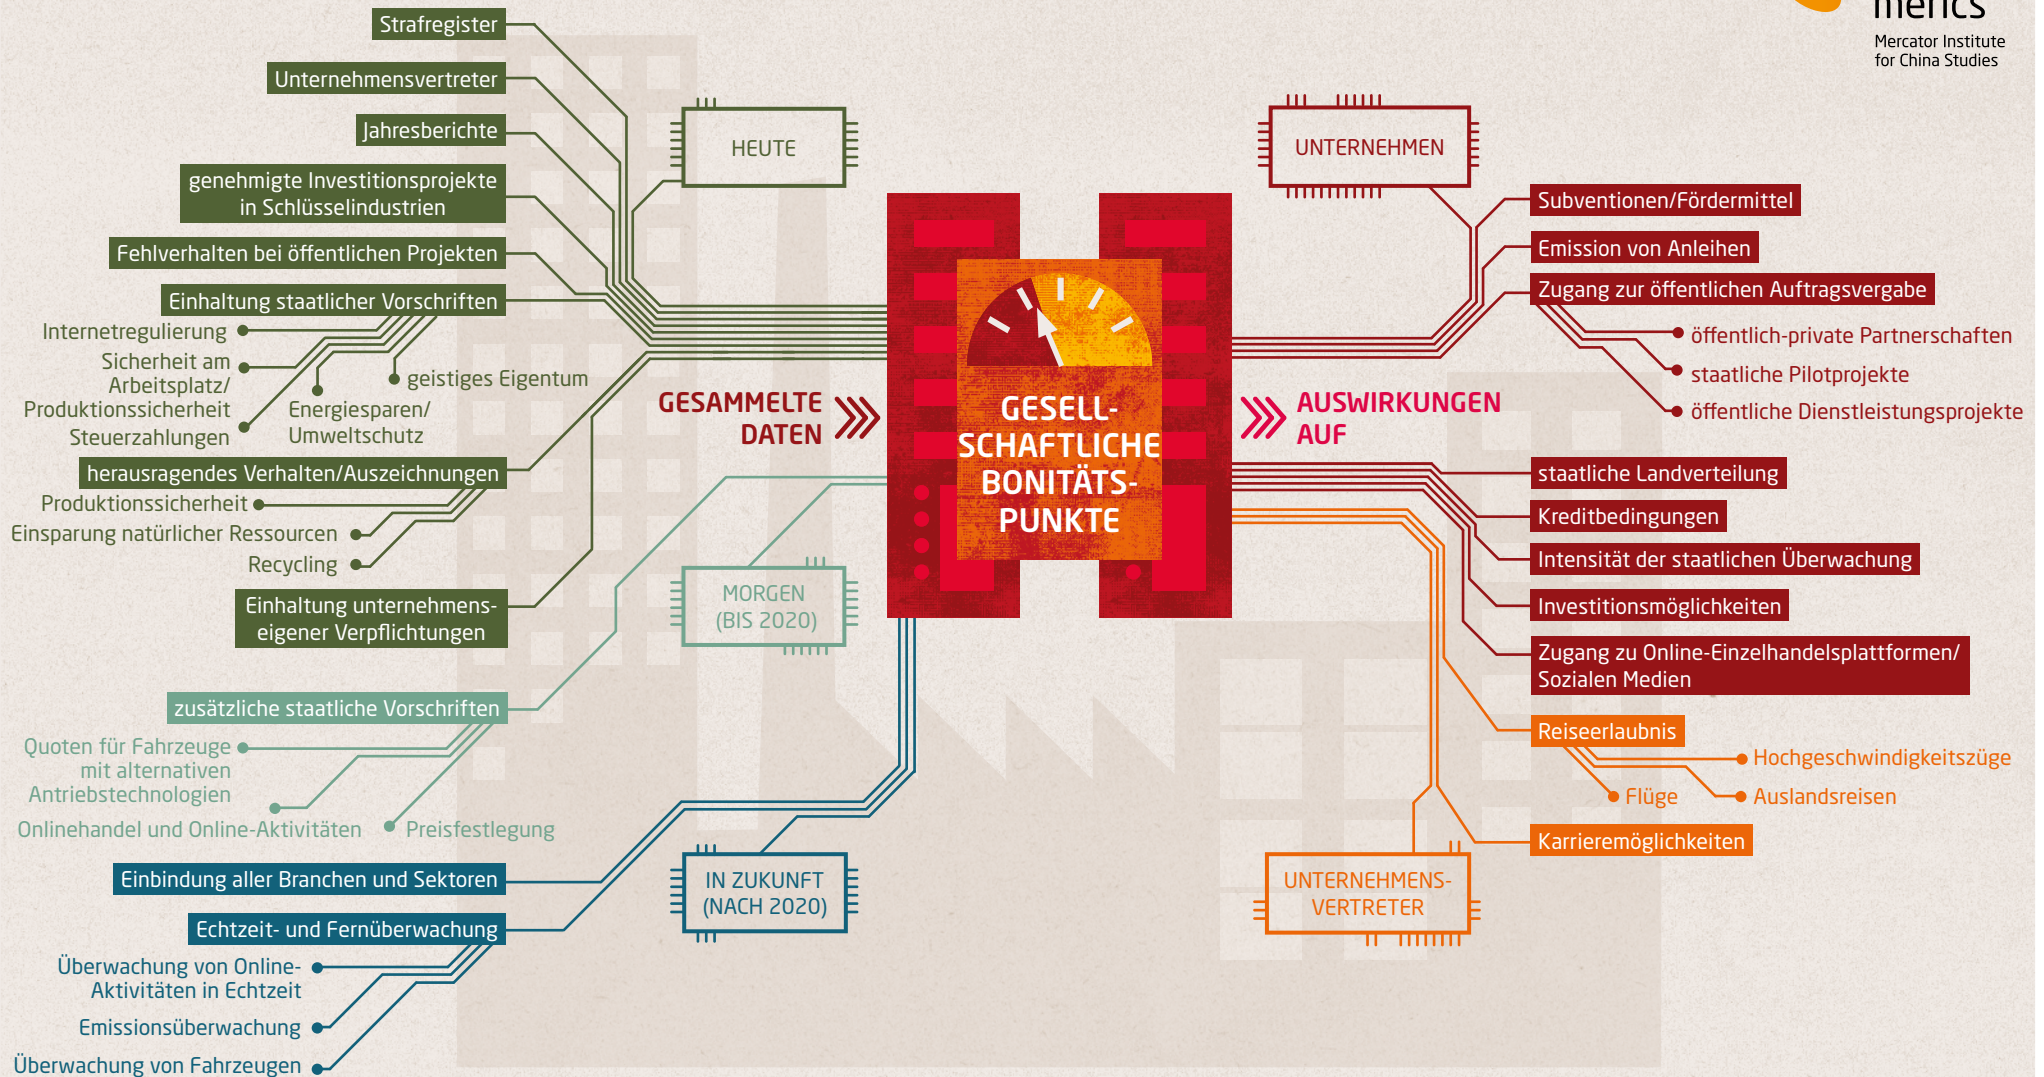 merics
Mercator Institute
for China Studies
Strafregister
Unternehmensvertreter
Jahresberichte
genehmigte Investitionsprojekte
in Schlüsselindustrien
Fehlverhalten bei öffentlichen Projekten
Einhaltung staatlicher Vorschriften
Internetregulierung
Sicherheit am
Arbeitsplatz/
Produktionssicherheit
Steuerzahlungen
Energiesparen/
Umweltschutz
geistiges Eigentum
herausragendes Verhalten/Auszeichnungen
Produktionssicherheit
Einsparung natürlicher Ressourcen
Recycling
Einhaltung unternehmens-
eigener Verpflichtungen
zusätzliche staatliche Vorschriften
Quoten für Fahrzeuge
mit alternativen
Antriebstechnologien
Onlinehandel und Online-Aktivitäten
Preisfestlegung
Einbindung aller Branchen und Sektoren
Echtzeit- und Fernüberwachung
Überwachung von Online-
Aktivitäten in Echtzeit
Emissionsüberwachung
Überwachung von Fahrzeugen
HEUTE
GESAMMELTE
DATEN
MORGEN
(BIS 2020)
IN ZUKUNFT
(NACH 2020)
GESELL-
SCHAFTLICHE
BONITÄTS-
PUNKTE
AUSWIRKUNGEN
AUF
UNTERNEHMEN
Subventionen/Fördermittel
Emission von Anleihen
Zugang zur öffentlichen Auftragsvergabe
öffentlich-private Partnerschaften
staatliche Pilotprojekte
öffentliche Dienstleistungsprojekte
staatliche Landverteilung
Kreditbedingungen
Intensität der staatlichen Überwachung
Investitionsmöglichkeiten
Zugang zu Online-Einzelhandelsplattformen/
Sozialen Medien
UNTERNEHMENS-
VERTRETER
Reiseerlaubnis
Hochgeschwindigkeitszüge
Flüge
Auslandsreisen
Karrieremöglichkeiten